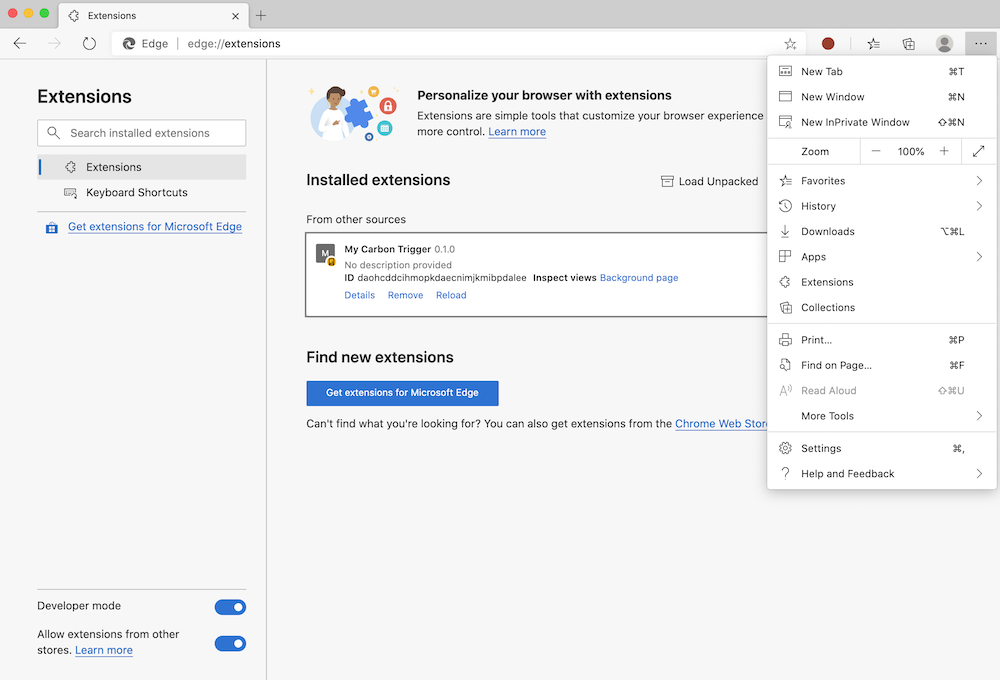 Extensions
Edge | edge://extensions
Extensions
Search installed extensions
Extensions
Keyboard Shortcuts
Get extensions for Microsoft Edge
Developer mode
Allow extensions from other
stores. Learn more
Personalize your browser with extensions
Extensions are simple tools that customize your browser experience
more control. Learn more
Installed extensions
Load Unpacked
From other sources
M
My Carbon Trigger 0.1.0
No description provided
ID daohcddcihmopkdaecnimjkmibpdalee Inspect views Background page
Details Remove Reload
Find new extensions
Get extensions for Microsoft Edge
Can't find what you're looking for? You can also get extensions from the Chrome Web Stor
New Tab ⌘T
New Window ⌘N
New InPrivate Window ⇧⌘N
Zoom — 100% +
Favorites
History
Downloads ⌥⌘L
Apps
Extensions
Collections
Print... ⌘P
Find on Page... ⌘F
Read Aloud ⇧⌘U
More Tools
Settings ⌘,
Help and Feedback